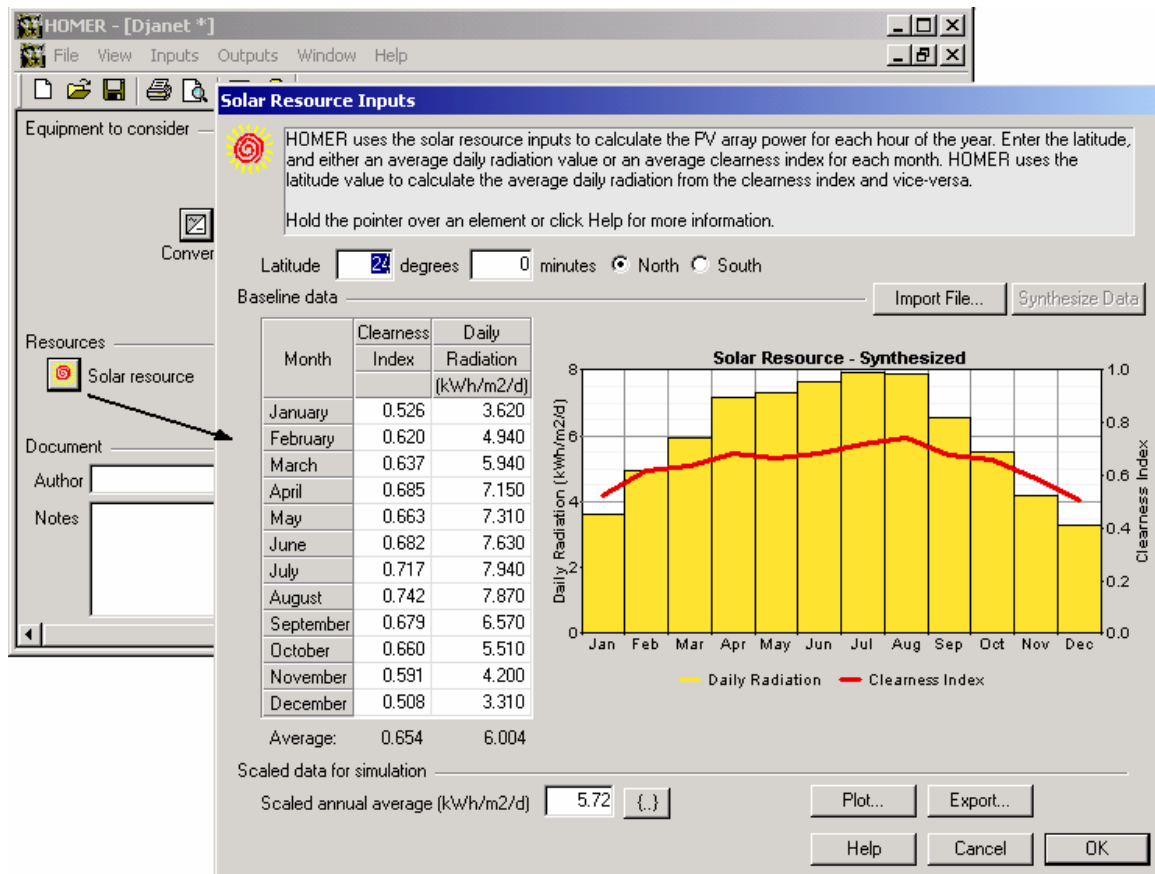 HOMER - [Djanet *]
File View Inputs Outputs Window Help
Equipment to consider
Conver
Resources
Solar resource
Document
Author
Notes
Solar Resource Inputs
HOMER uses the solar resource inputs to calculate the PV array power for each hour of the year. Enter the latitude,
and either an average daily radiation value or an average clearness index for each month. HOMER uses the
latitude value to calculate the average daily radiation from the clearness index and vice-versa.
Hold the pointer over an element or click Help for more information.
Latitude 24 degrees 0 minutes North South
Baseline data
Import File... Synthesize Data
Clearness Daily
Month Index Radiation
(kWh/m2/d)
January 0.526 3.620
February 0.620 4.940
March 0.637 5.940
April 0.685 7.150
May 0.663 7.310
June 0.682 7.630
July 0.717 7.940
August 0.742 7.870
September 0.679 6.570
October 0.660 5.510
November 0.591 4.200
December 0.508 3.310
Average: 0.654 6.004
Solar Resource - Synthesized
Daily Radiation (kWh/m2/d)
8
6
4
2
0
1.0
0.8
0.6
0.4
0.2
0.0
Clearness Index
Jan Feb Mar Apr May Jun Jul Aug Sep Oct Nov Dec
Daily Radiation Clearness Index
Scaled data for simulation
Scaled annual average (kWh/m2/d) 5.72 {..}
Plot... Export...
Help Cancel OK